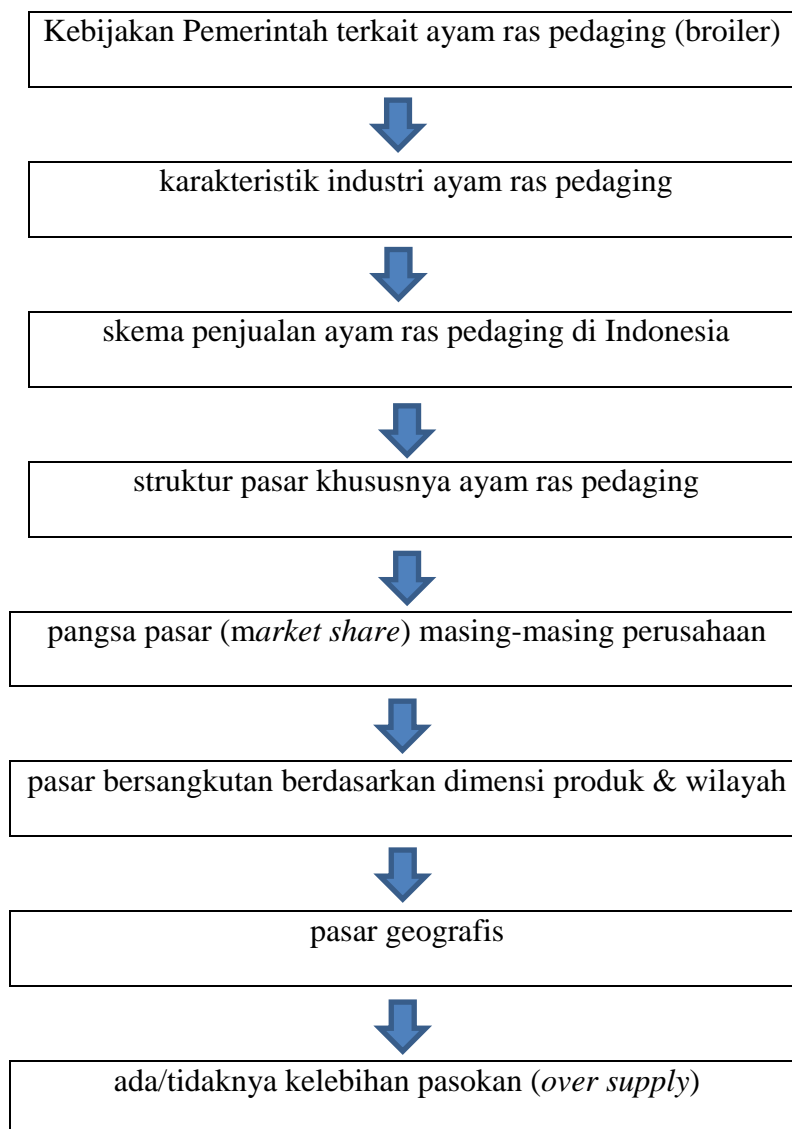 Kebijakan Pemerintah terkait ayam ras pedaging (broiler)
karakteristik industri ayam ras pedaging
skema penjualan ayam ras pedaging di Indonesia
struktur pasar khususnya ayam ras pedaging
pangsa pasar (market share) masing-masing perusahaan
pasar bersangkutan berdasarkan dimensi produk & wilayah
pasar geografis
ada/tidaknya kelebihan pasokan (over supply)